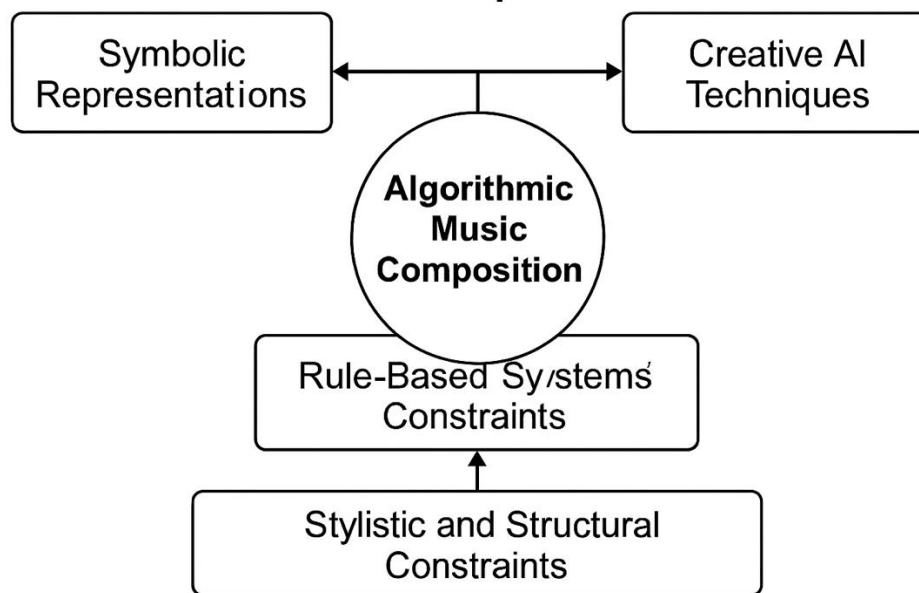 Symbolic
Representations
Creative AI
Techniques
Algorithmic
Music
Composition
Rule-Based Sy/stems'
Constraints
Stylistic and Structural
Constraints